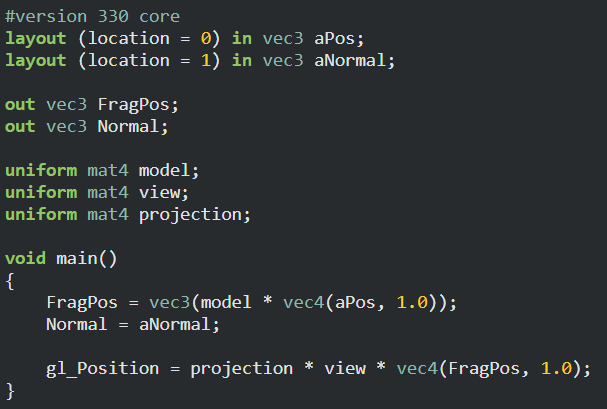 #version 330 core
layout (location = 0) in vec3 aPos;
layout (location = 1) in vec3 aNormal;

out vec3 FragPos;
out vec3 Normal;

uniform mat4 model;
uniform mat4 view;
uniform mat4 projection;

void main()
{
    FragPos = vec3(model * vec4(aPos, 1.0));
    Normal = aNormal;

    gl_Position = projection * view * vec4(FragPos, 1.0);
}